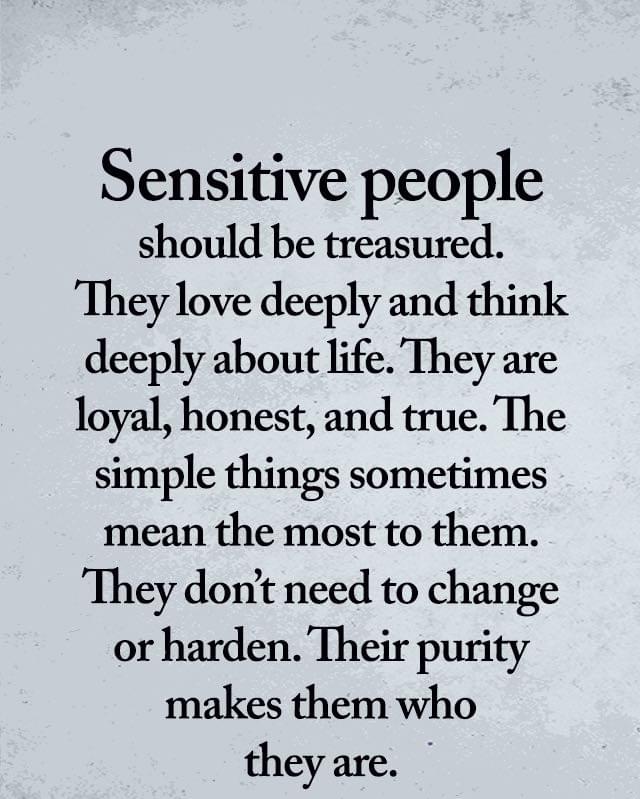 Sensitive people
should be treasured.
They love deeply and think
deeply about life. They are
loyal, honest, and true. The
simple things sometimes
mean the most to them.
They don’t need to change
or harden. Their purity
makes them who
they are.